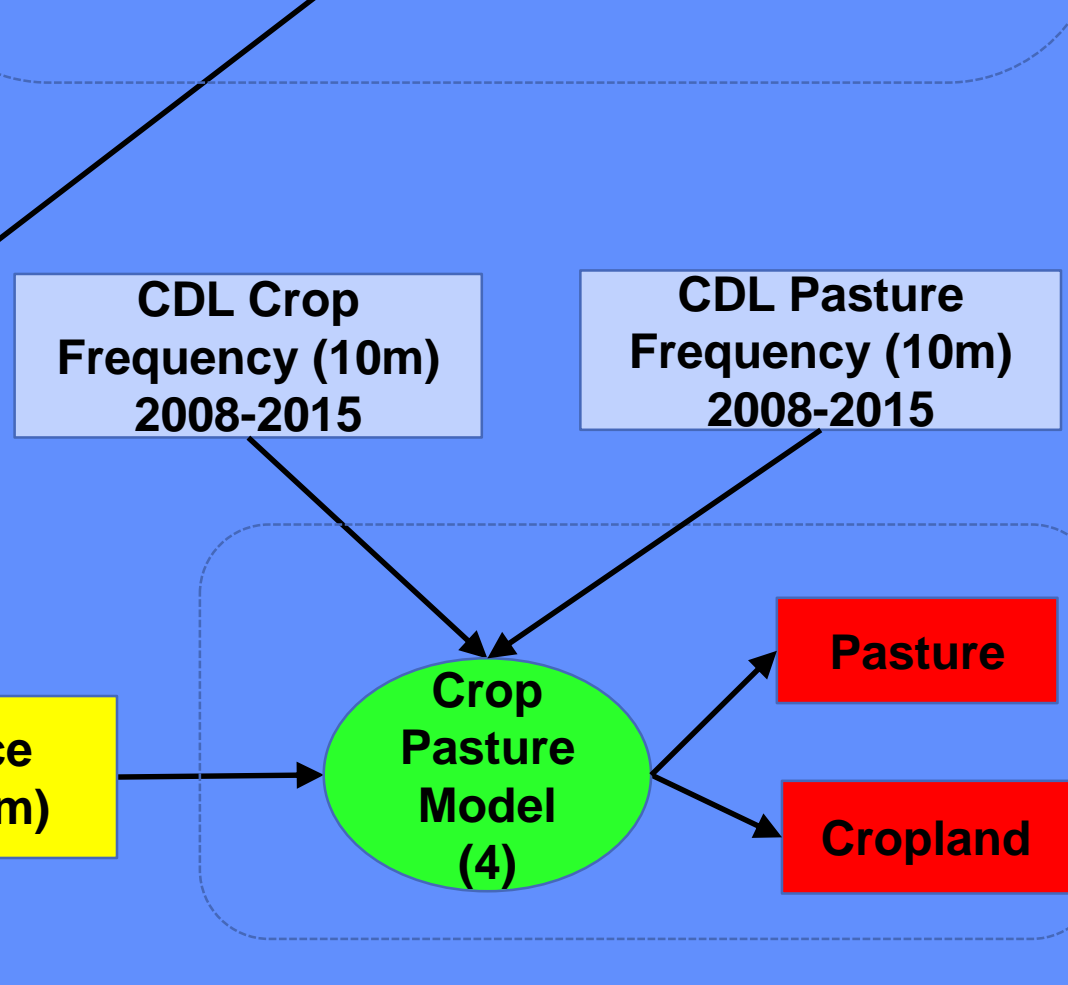 CDL Crop
Frequency (10m)
2008-2015
CDL Pasture
Frequency (10m)
2008-2015
Crop
Pasture
Model
(4)
Pasture
Cropland